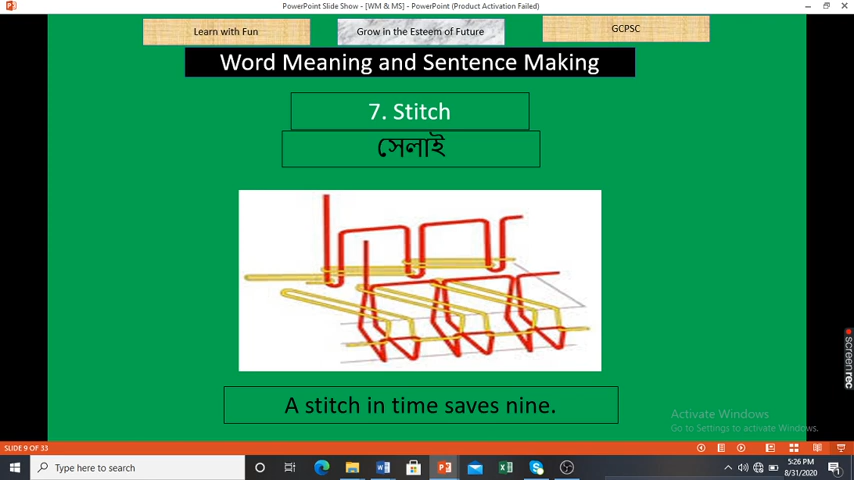 PowerPoint Slide Show - [WM & MS] - PowerPoint (Product Activation Failed)
Learn with Fun
Grow in the Esteem of Future
GCPSC
Word Meaning and Sentence Making
7. Stitch
সেলাই
A stitch in time saves nine.
Activate Windows
Go to Settings to activate Windows.
screenrec
SLIDE 9 OF 33
Type here to search
5:26 PM
8/31/2020